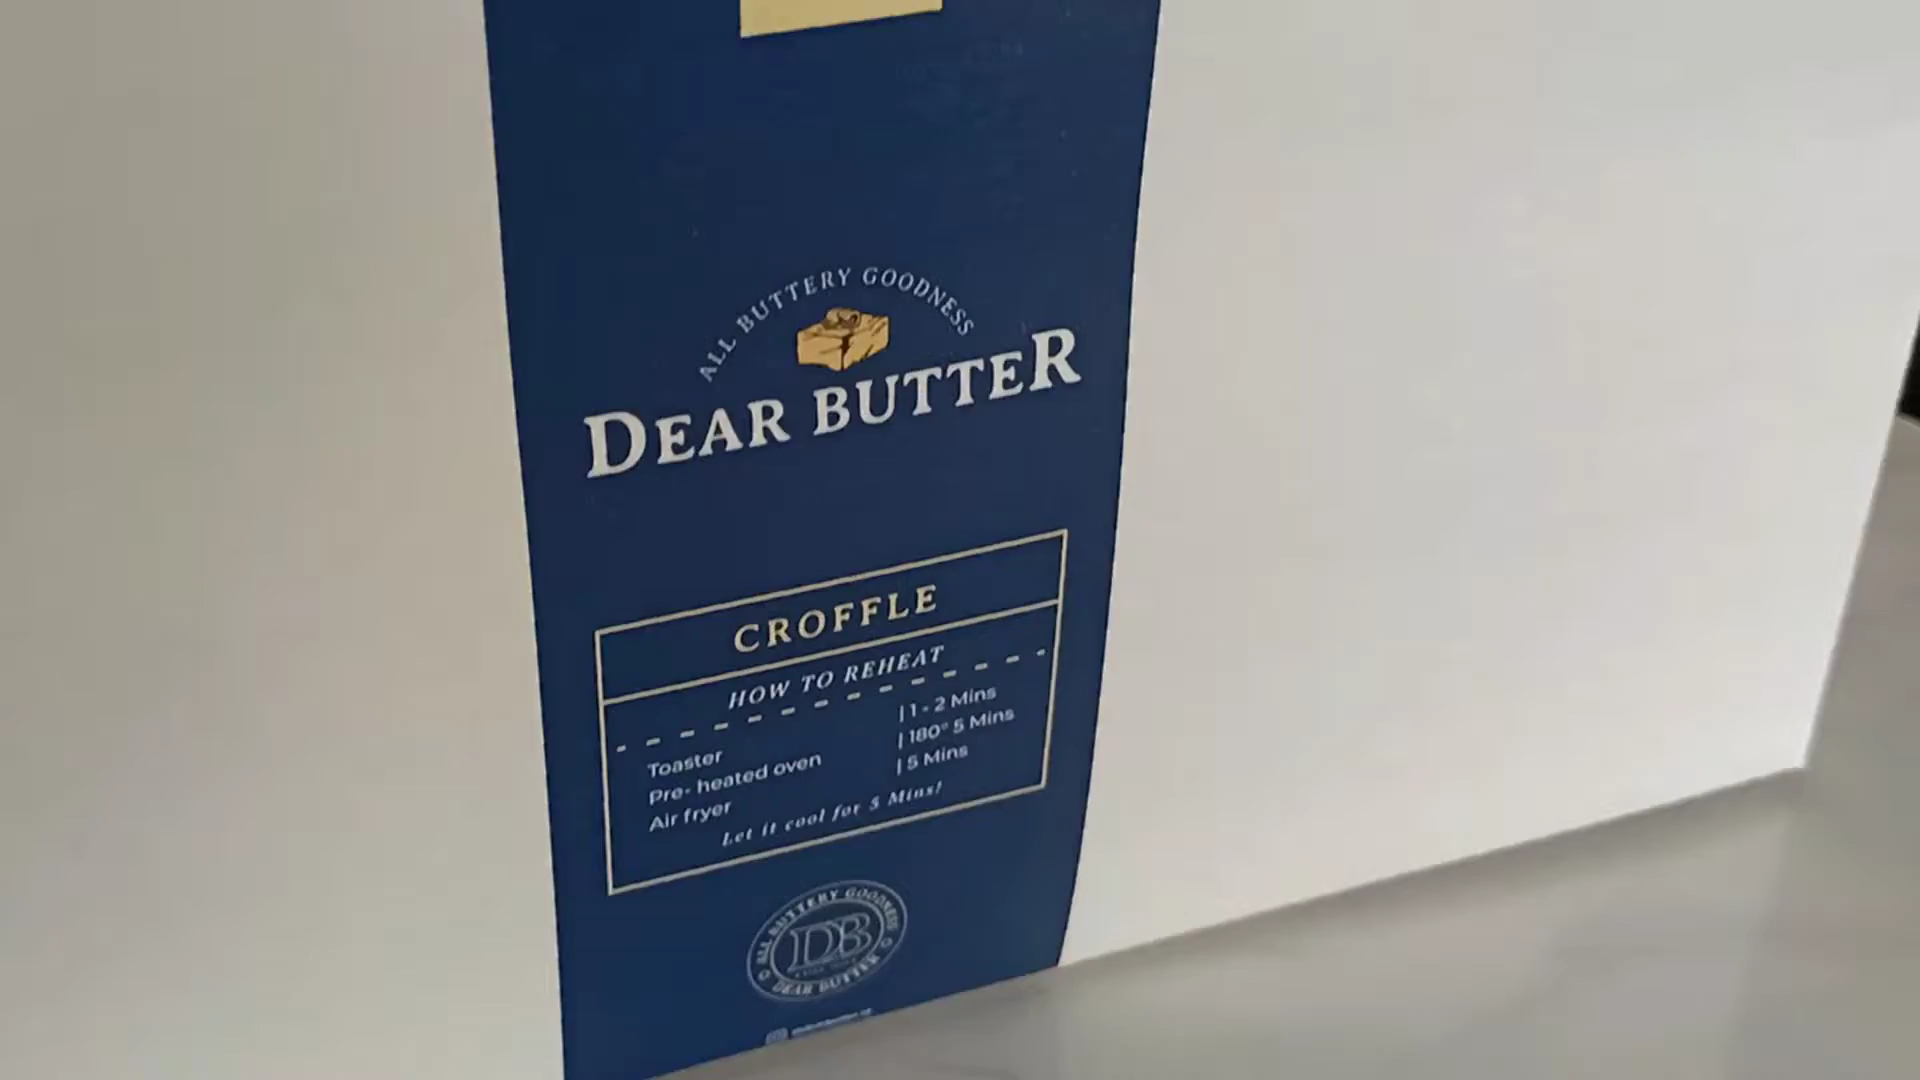 ALL BUTTERY GOODNESS
DEAR BUTTER
CROFFLE
HOW TO REHEAT
Toaster | 1 - 2 Mins
Pre- heated oven | 180° 5 Mins
Air fryer | 5 Mins
Let it cool for 5 Mins!
ALL BUTTERY GOODNESS
DB
DEAR BUTTER